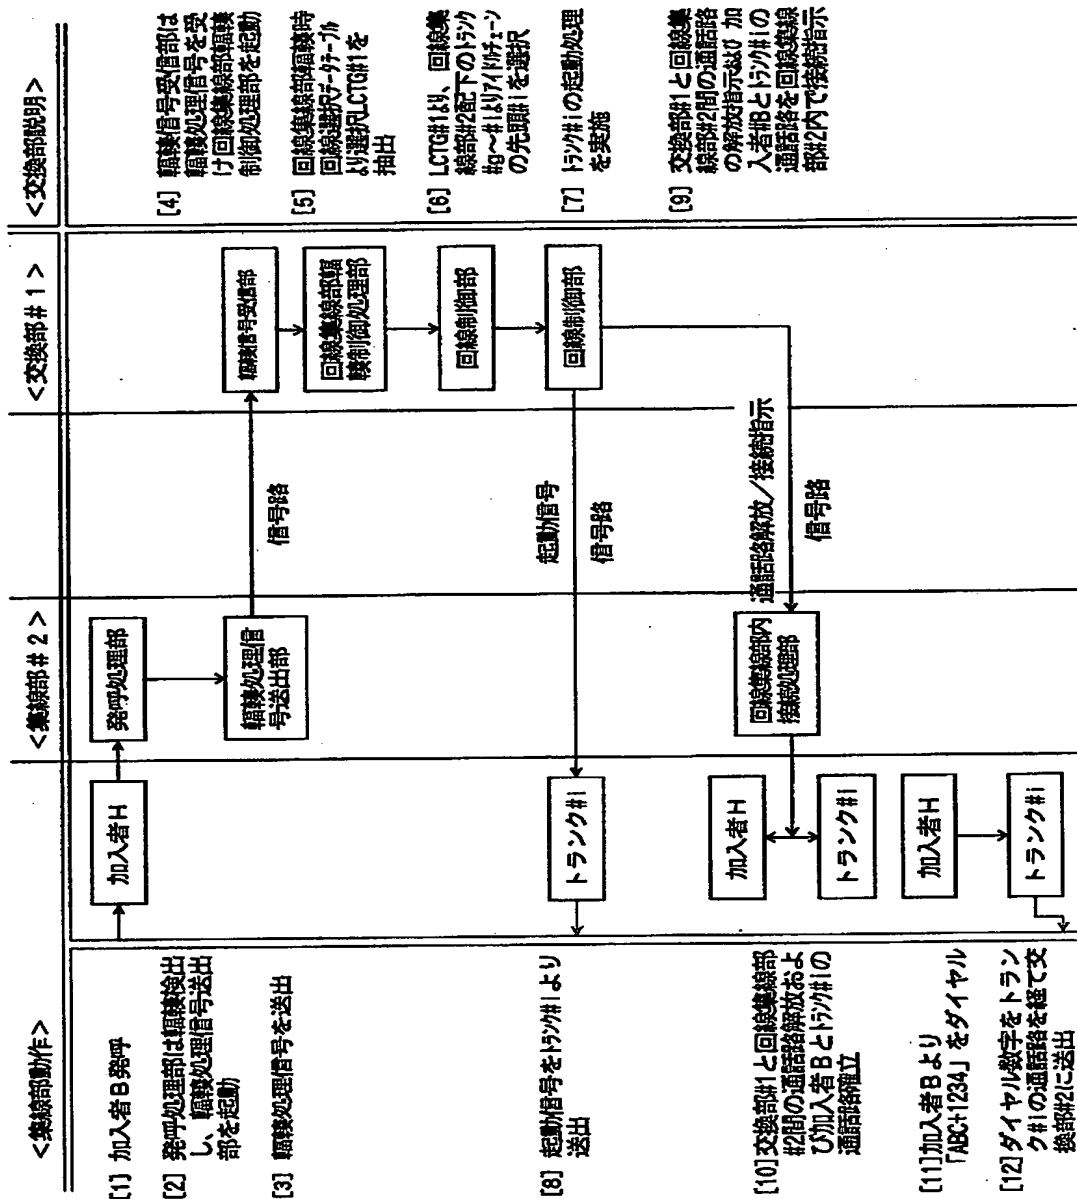 <集線部動作>
[1] 加入者B発呼
[2] 発呼処理部は輻輳検出
し、輻輳処理信号送出
部を起動
[3] 輻輳処理信号を送出
[8] 起動信号をトランク#iより
送出
[10]交換部#1と回線集線部
#2間の通話路解放およ
び加入者Bとトランク#iの
通話路確立
[11]加入者Bより
「ABC+1234」をダイヤル
[12]ダイヤル数字をトラン
ク#iの通話路を経て交
換部#2に送出
加入者H
トランク#i
加入者H
トランク#i
加入者H
トランク#i
<集線部#2>
発呼処理部
輻輳処理信
号送出部
回線集線部内
接続処理部
信号路
起動信号
信号路
通話路解放/接続指示
信号路
<交換部#1>
輻輳信号受信部
回線集線部輻
輳制御処理部
回線制御部
回線制御部
<交換部説明>
[4] 輻輳信号受信部は
輻輳処理信号を受
け回線集線部輻輳
制御処理部を起動
[5] 回線集線部輻輳時
回線選択データテーブル
より選択LCTG#1を
抽出
[6] LCTG#1より、回線集
線部#2配下のトランク
#g~#iよりアイドルチェーン
の先頭#iを選択
[7] トランク#iの起動処理
を実施
[9] 交換部#1と回線集
線部#2間の通話路
の解放指示および 加
入者#Bとトランク#iの
通話路を回線集線
部#2内で接続指示